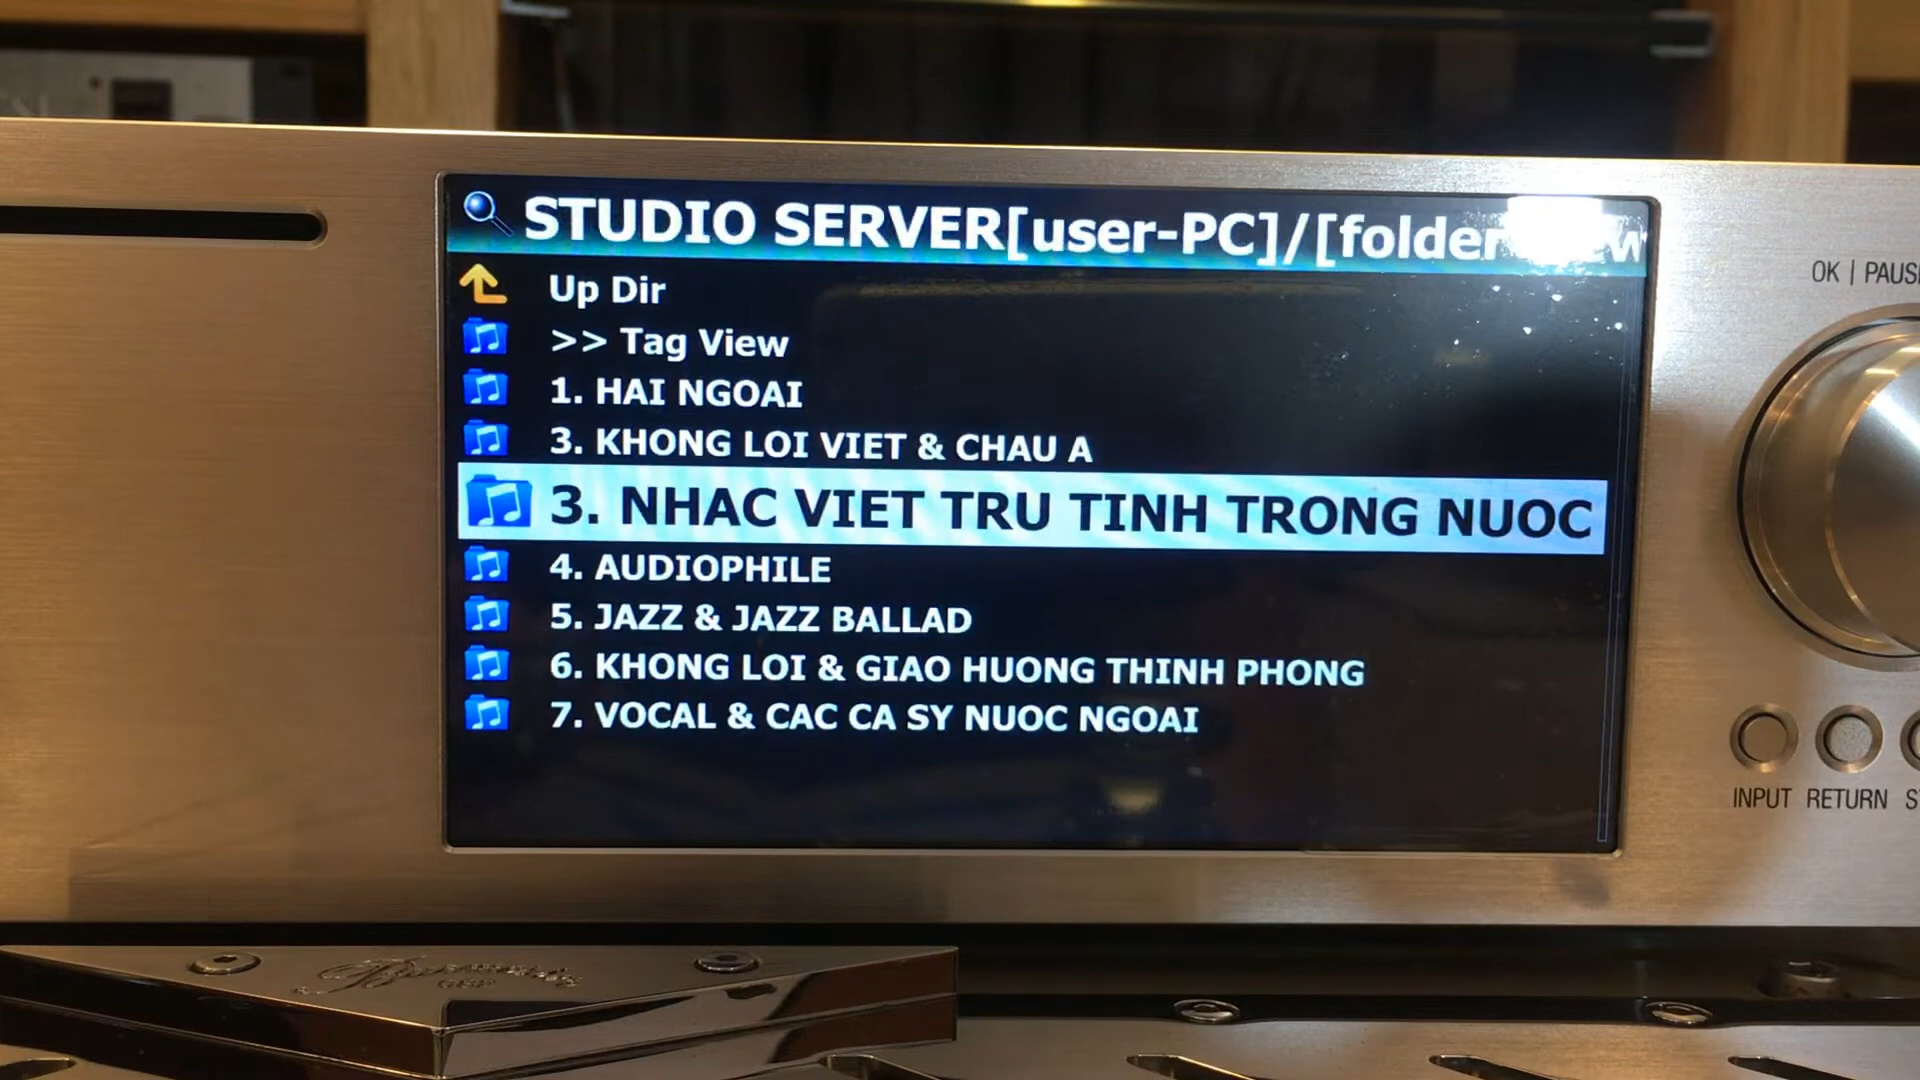 STUDIO SERVER[user-PC]/[folder
Up Dir
>> Tag View
1. HAI NGOAI
3. KHONG LOI VIET & CHAU A
3. NHAC VIET TRU TINH TRONG NUOC
4. AUDIOPHILE
5. JAZZ & JAZZ BALLAD
6. KHONG LOI & GIAO HUONG THINH PHONG
7. VOCAL & CAC CA SY NUOC NGOAI
OK | PAUSE
INPUT RETURN